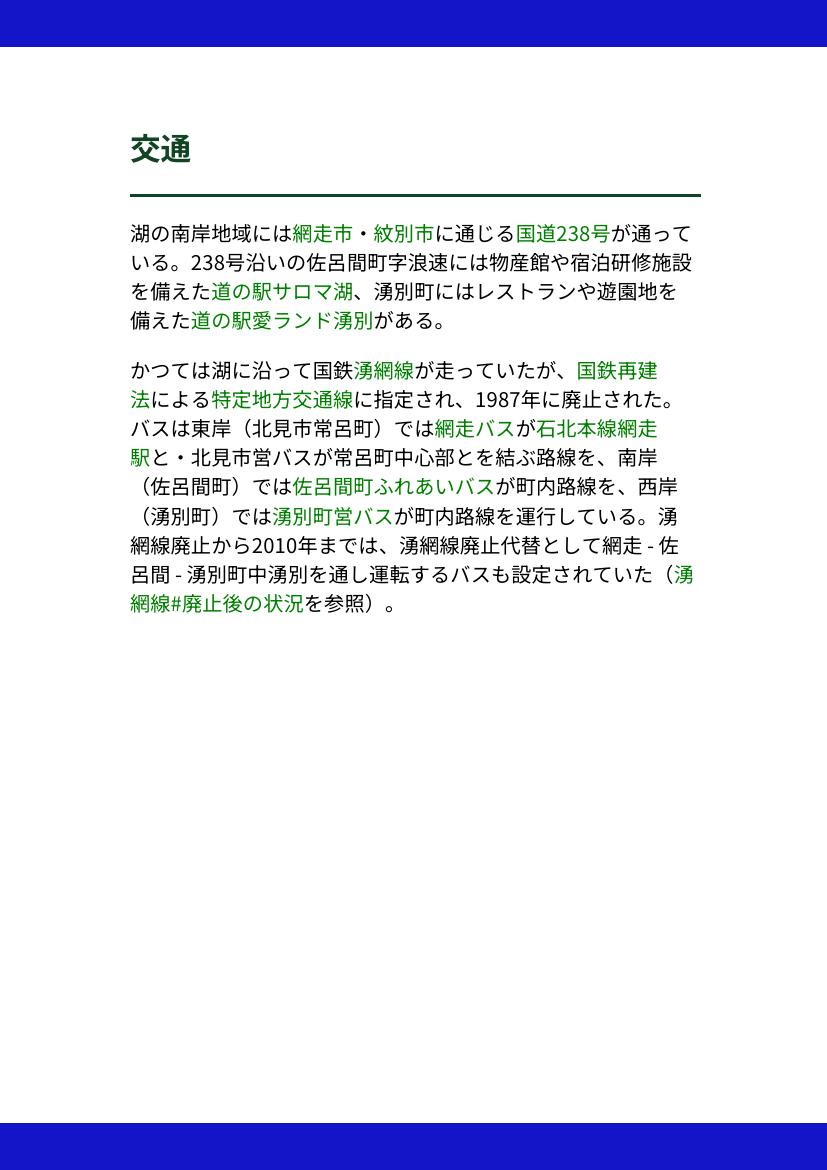 交通
湖の南岸地域には網走市・紋別市に通じる国道238号が通って
いる。238号沿いの佐呂間町字浪速には物産館や宿泊研修施設
を備えた道の駅サロマ湖、湧別町にはレストランや遊園地を
備えた道の駅愛ランド湧別がある。
かつては湖に沿って国鉄湧網線が走っていたが、国鉄再建
法による特定地方交通線に指定され、1987年に廃止された。
バスは東岸（北見市常呂町）では網走バスが石北本線網走
駅と・北見市営バスが常呂町中心部とを結ぶ路線を、南岸
（佐呂間町）では佐呂間町ふれあいバスが町内路線を、西岸
（湧別町）では湧別町営バスが町内路線を運行している。湧
網線廃止から2010年までは、湧網線廃止代替として網走 - 佐
呂間 - 湧別町中湧別を通し運転するバスも設定されていた（湧
網線#廃止後の状況を参照）。